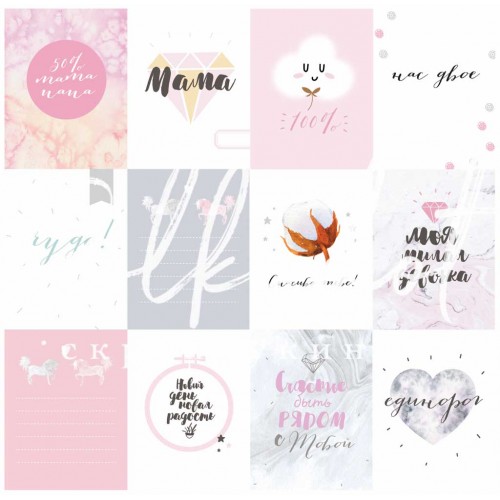 50%
мама
папа
Мама
100%
нас двое
чудо!
lk
Спасибо тебе!
Моя
милая
девочка
Новый
день, новая
радость
Счастье
быть
РЯДОМ
с Тобой
единорог